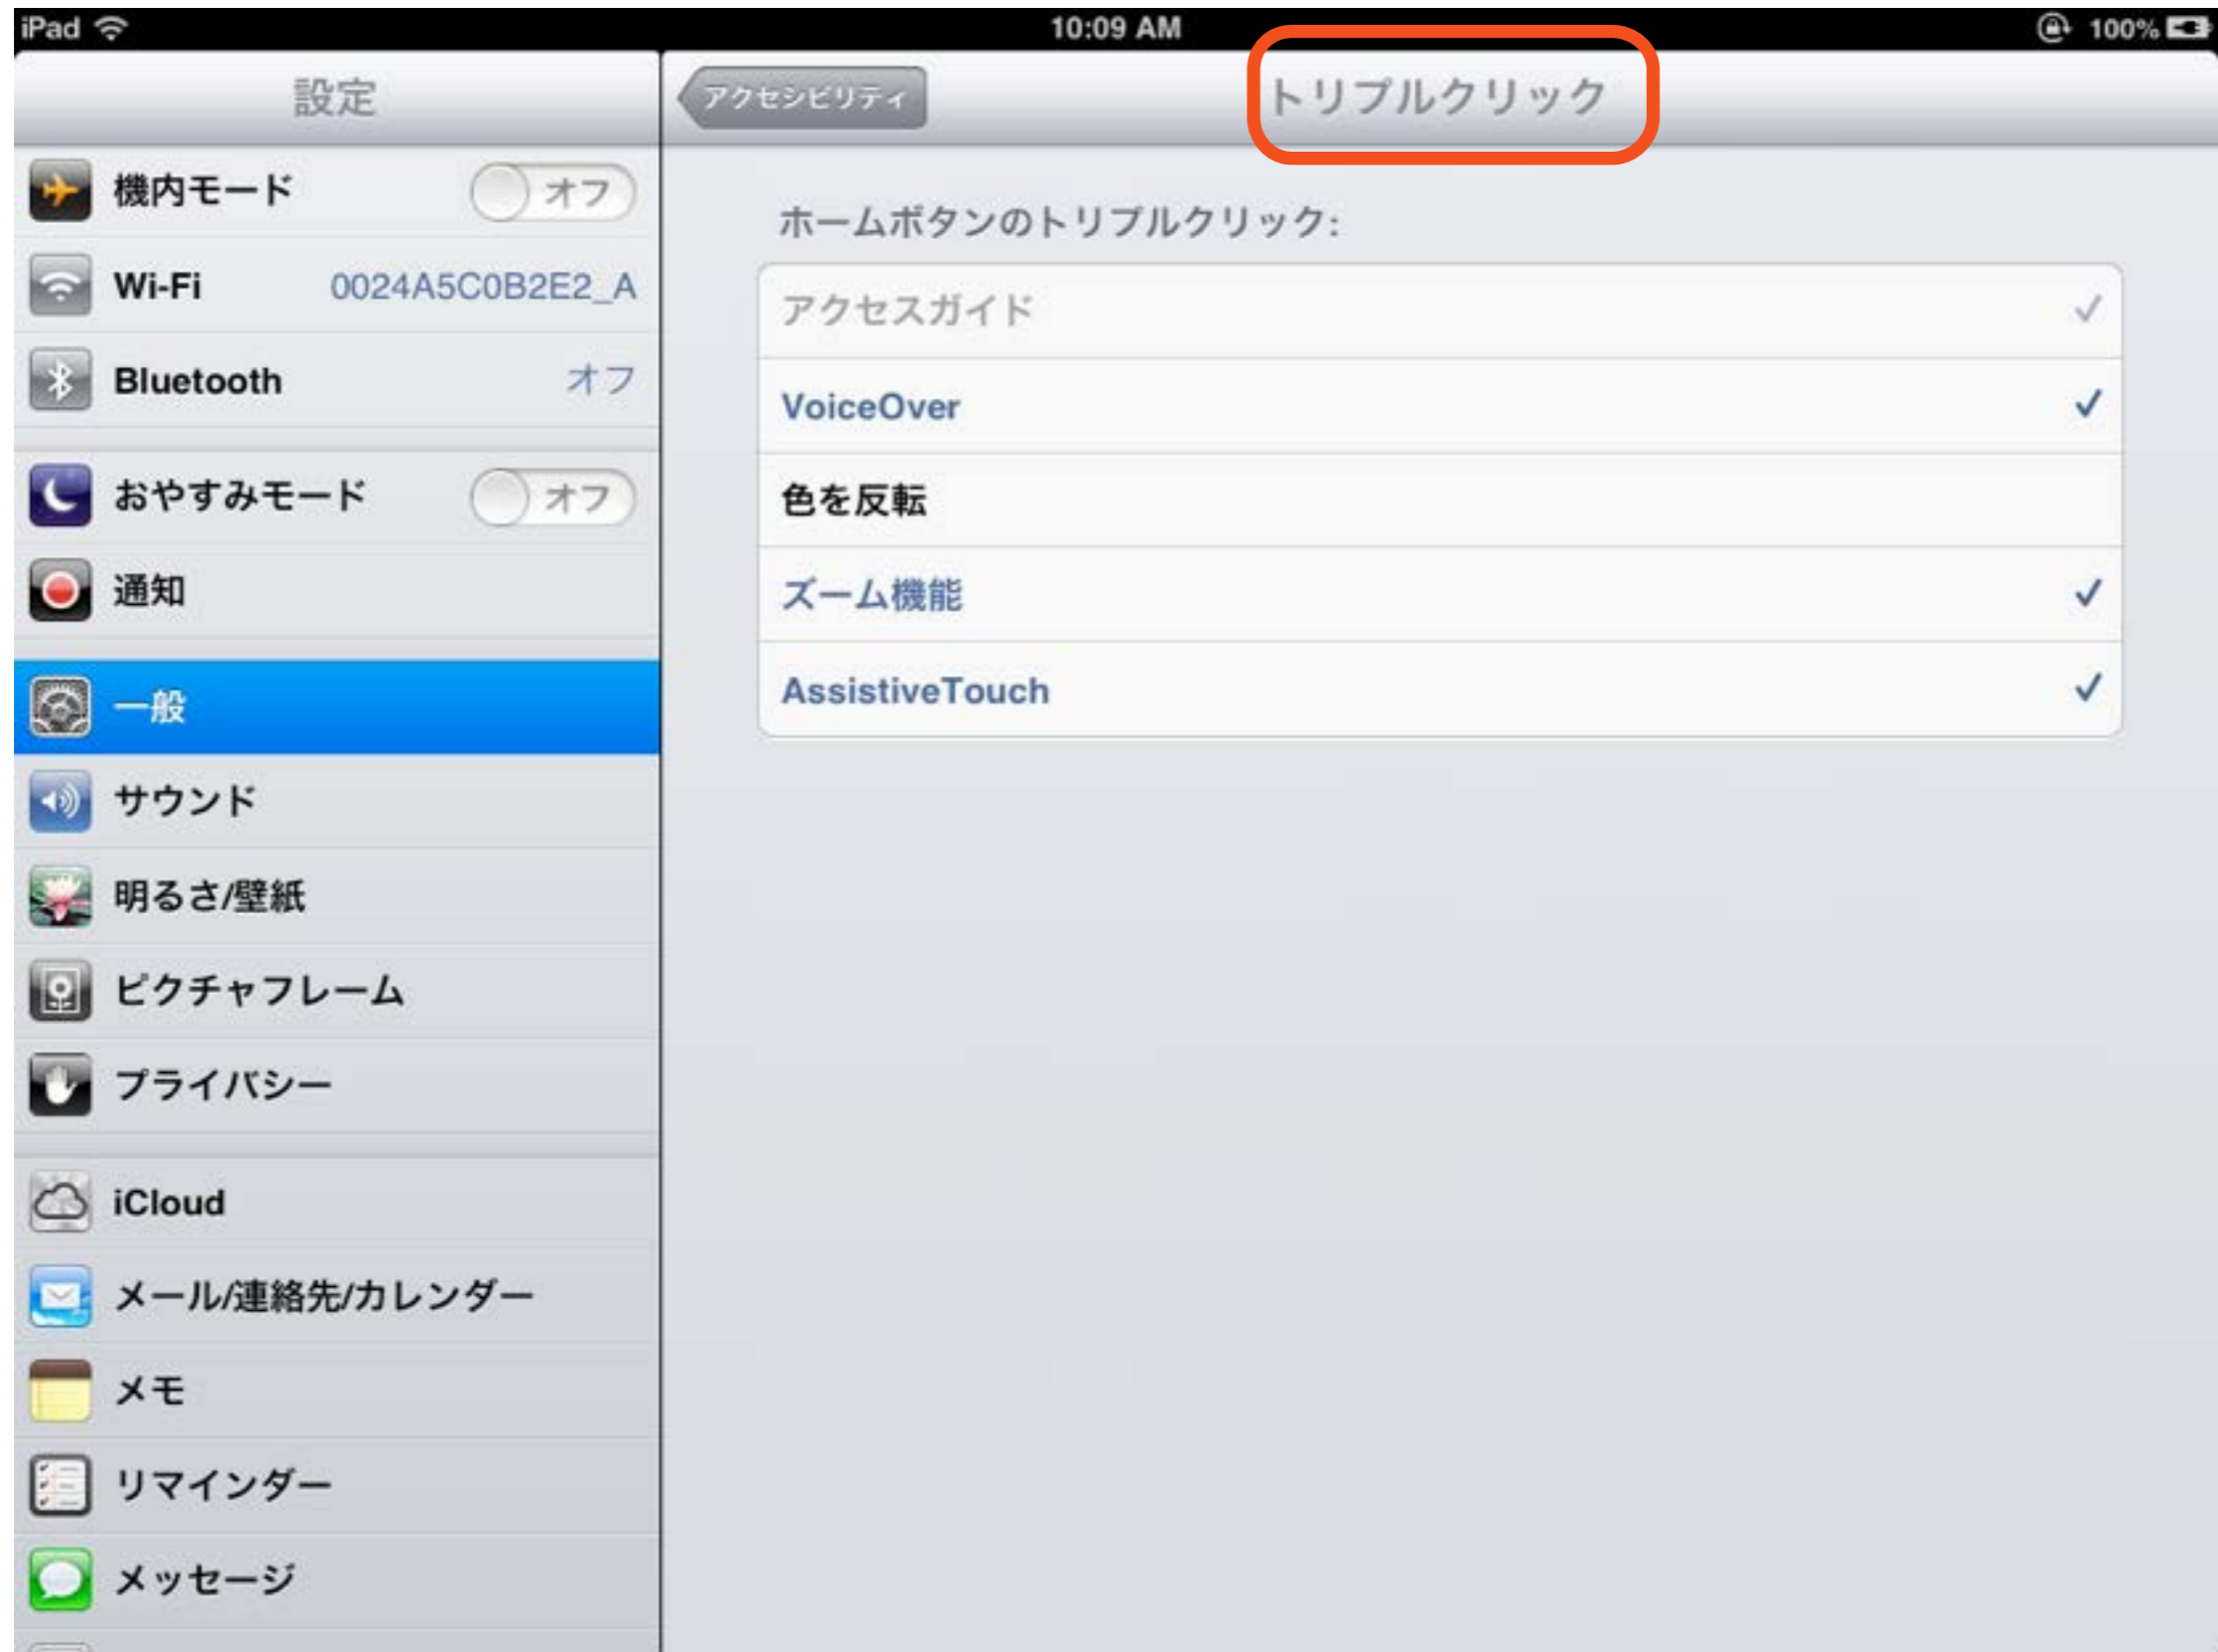 iPad
10:09 AM
100%
設定
機内モード オフ
Wi-Fi 0024A5C0B2E2_A
Bluetooth オフ
おやすみモード オフ
通知
一般
サウンド
明るさ/壁紙
ピクチャフレーム
プライバシー
iCloud
メール/連絡先/カレンダー
メモ
リマインダー
メッセージ
アクセシビリティ
トリプルクリック
ホームボタンのトリプルクリック:
アクセスガイド
VoiceOver
色を反転
ズーム機能
AssistiveTouch